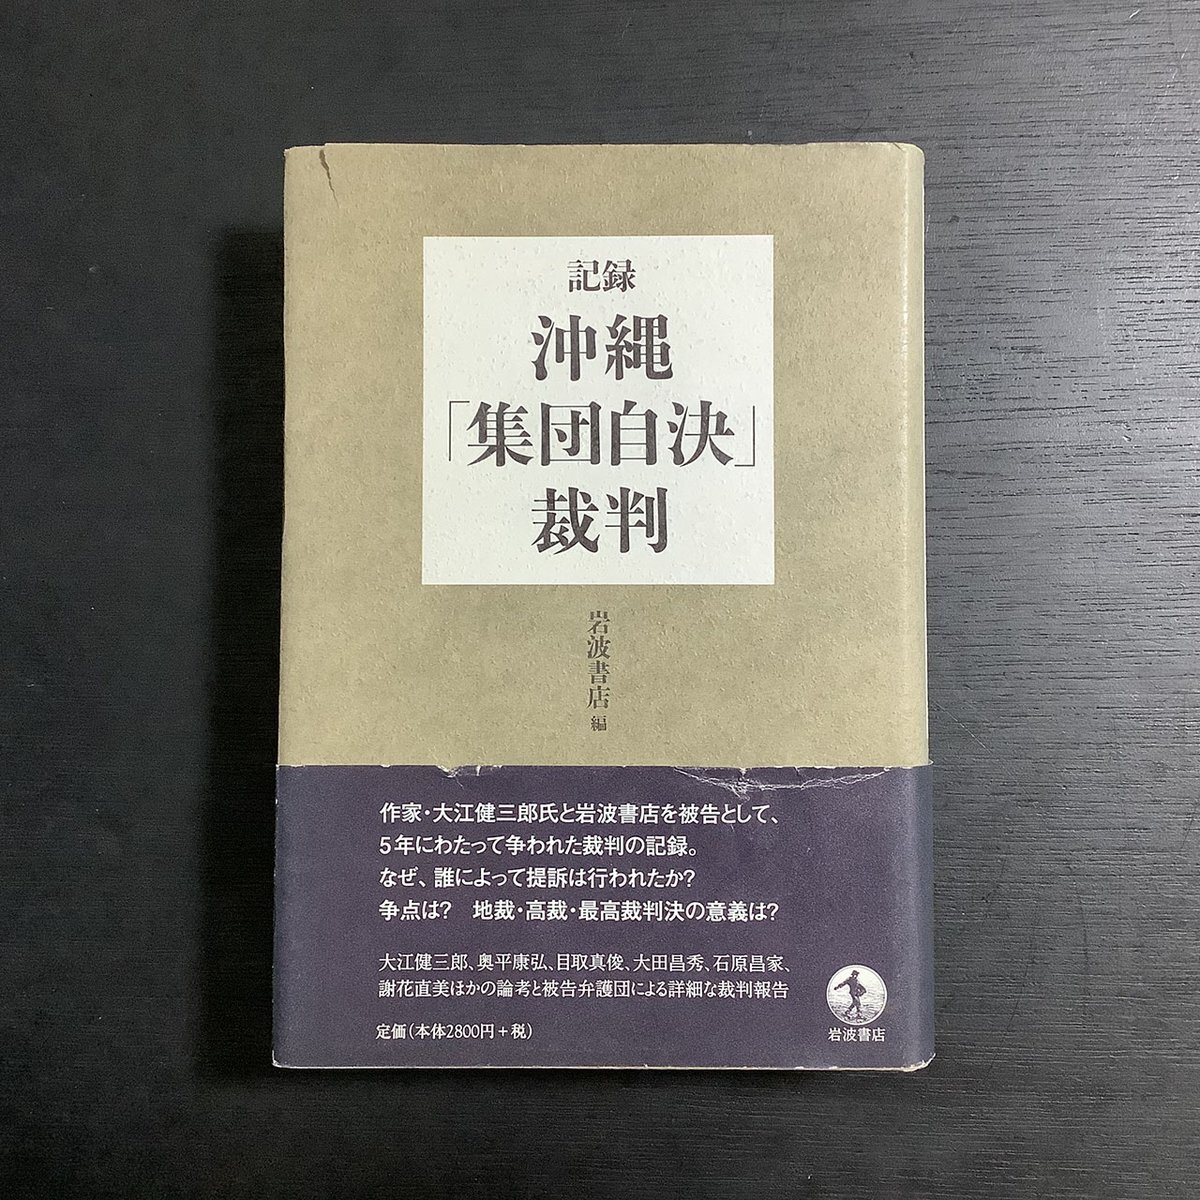 記録
沖縄
「集団自決」
裁判
岩波書店 編
作家・大江健三郎氏と岩波書店を被告として、
5年にわたって争われた裁判の記録。
なぜ、誰によって提訴は行われたか?
争点は? 地裁・高裁・最高裁判決の意義は?
大江健三郎、奥平康弘、目取真俊、大田昌秀、石原昌家、
謝花直美ほかの論考と被告弁護団による詳細な裁判報告
定価(本体2800円+税)
岩波書店